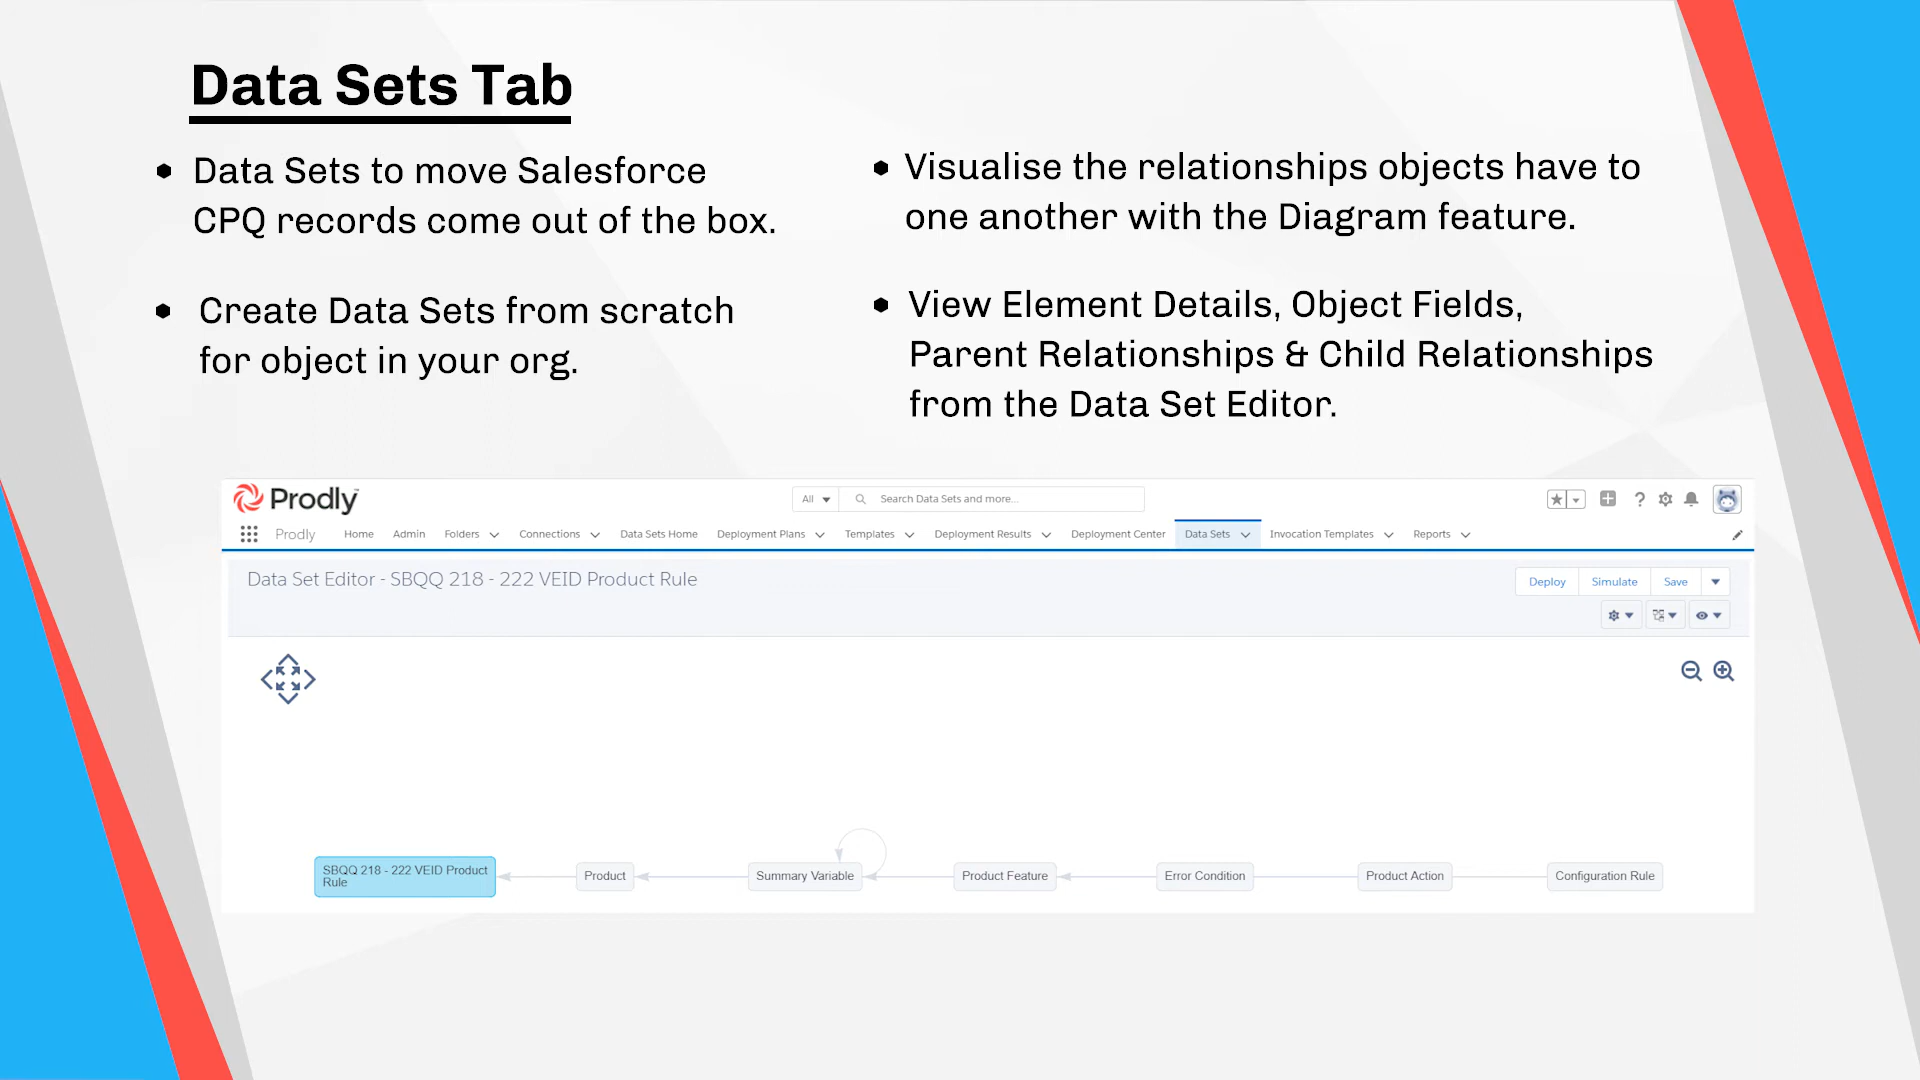 Data Sets Tab
Data Sets to move Salesforce
CPQ records come out of the box.
Create Data Sets from scratch
for object in your org.
Visualise the relationships objects have to
one another with the Diagram feature.
View Element Details, Object Fields,
Parent Relationships & Child Relationships
from the Data Set Editor.
Prodly™
All
Search Data Sets and more...
Prodly Home Admin Folders Connections Data Sets Home Deployment Plans Templates Deployment Results Deployment Center Data Sets Invocation Templates Reports
Data Set Editor - SBQQ 218 - 222 VEID Product Rule
Deploy Simulate Save
SBQQ 218 - 222 VEID Product
Rule
Product
Summary Variable
Product Feature
Error Condition
Product Action
Configuration Rule